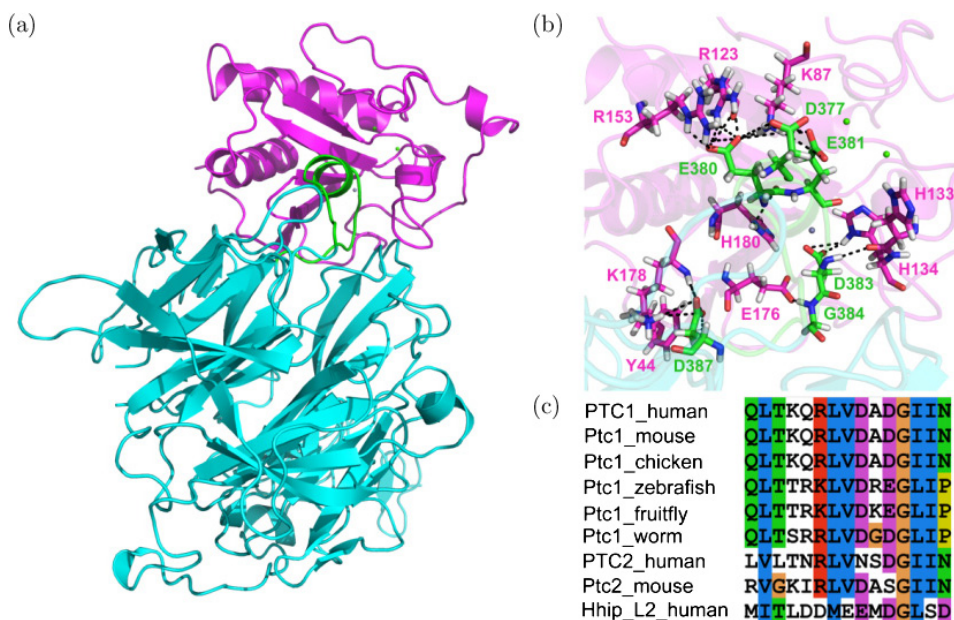 (a)
(b)
R123
K87
R153
D377
E381
E380
H133
H180
K178
D383
H134
E176
G384
Y44
D387
(c)
PTC1_human QLTKQRLVDADGIIN
Ptc1_mouse QLTKQRLVDADGIIN
Ptc1_chicken QLTKQRLVDADGIIN
Ptc1_zebrafish QLTTRKLVDREGLIP
Ptc1_fruitfly QLTTRKLVDKEGLIP
Ptc1_worm QLTSRRLVDGDGLIP
PTC2_human LVLTNRLVNSDGIIN
Ptc2_mouse RVGKIRLVDASGIIN
Hhip_L2_human MITLDDMEEMDGLSD